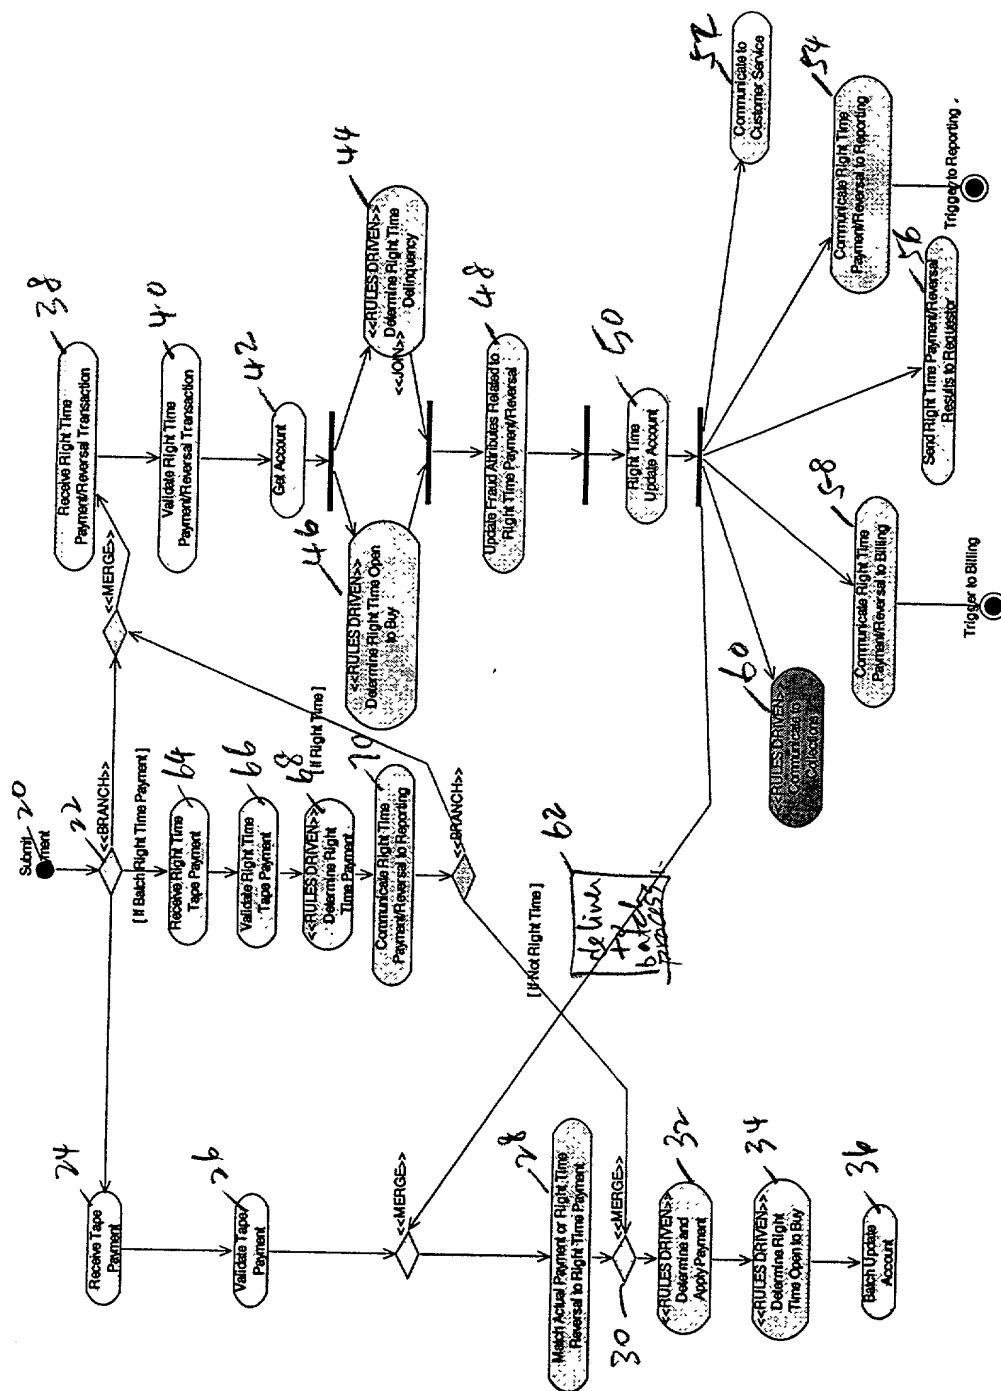 20
Submit
ment
22
<<BRANCH>>
[ If Batch Right Time Payment ]
24
Receive Tape
Payment
26
Validate Tape
Payment
<<MERGE>>
28
Match Actual Payment or Right Time
Reversal to Right Time Payment
30
<<MERGE>>
32
<<RULES DRIVEN>>
Determine and
Apply Payment
34
<<RULES DRIVEN>>
Determine Right
Time Open to Buy
36
Batch Update
Account
64
Receive Right Time
Tape Payment
66
Validate Right Time
Tape Payment
68
<<RULES DRIVEN>>
Determine Right
Time Payment
70
Communicate Right Time
Payment/Reversal to Reporting
<<BRANCH>>
[If Right Time ]
[ If Not Right Time ]
62
deliver
to
batch
process
<<MERGE>>
38
Receive Right Time
Payment/Reversal Transaction
40
Validate Right Time
Payment/Reversal Transaction
42
Get Account
44
<<RULES DRIVEN>>
Determine Right Time
Delinquency
46
<<RULES DRIVEN>>
Determine Right Time Open
to Buy
<<JOIN>>
48
Update Fraud Attributes Related to
Right Time Payment/Reversal
50
Right Time
Update Account
52
Communicate to
Customer Service
54
Communicate Right Time
Payment/Reversal to Reporting
Trigger to Reporting
56
Send Right Time Payment/Reversal
Results to Requestor
58
Communicate Right Time
Payment/Reversal to Billing
Trigger to Billing
60
<<RULES DRIVEN>>
Communicate to
Collections